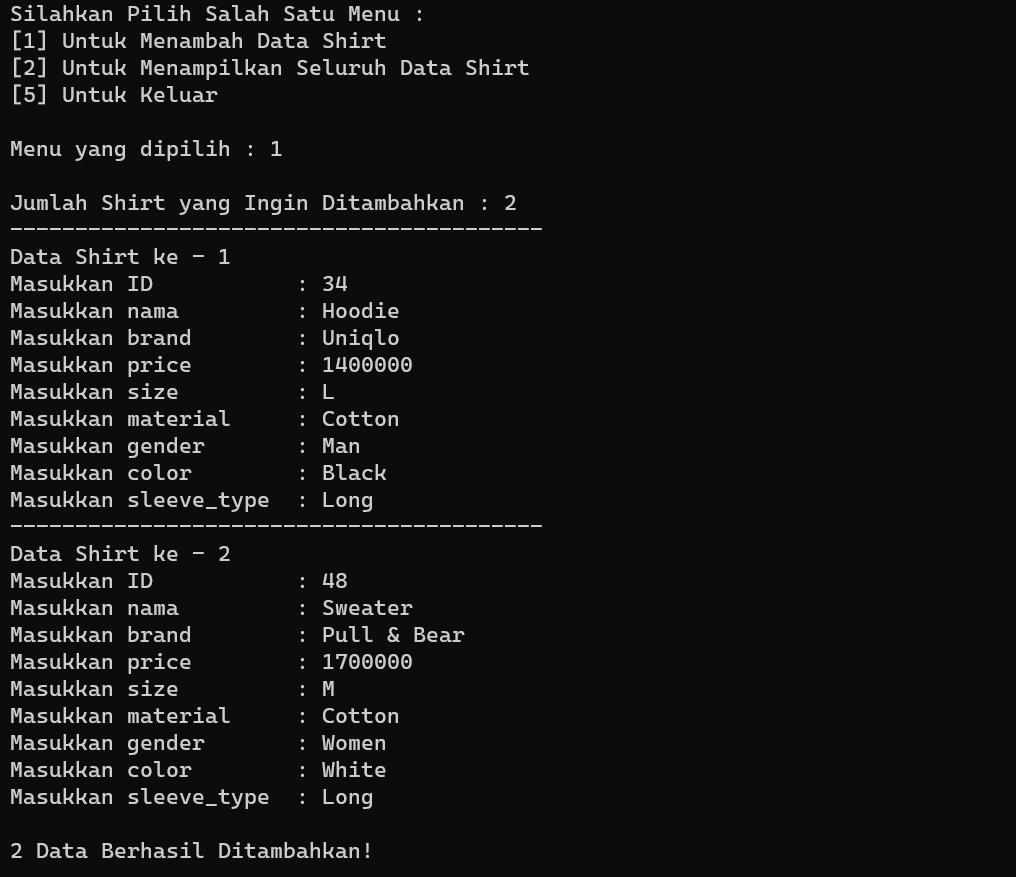 Silahkan Pilih Salah Satu Menu :
[1] Untuk Menambah Data Shirt
[2] Untuk Menampilkan Seluruh Data Shirt
[5] Untuk Keluar
Menu yang dipilih : 1
Jumlah Shirt yang Ingin Ditambahkan : 2
-----------------------------------------
Data Shirt ke - 1
Masukkan ID           : 34
Masukkan nama         : Hoodie
Masukkan brand        : Uniqlo
Masukkan price        : 1400000
Masukkan size         : L
Masukkan material     : Cotton
Masukkan gender       : Man
Masukkan color        : Black
Masukkan sleeve_type  : Long
-----------------------------------------
Data Shirt ke - 2
Masukkan ID           : 48
Masukkan nama         : Sweater
Masukkan brand        : Pull & Bear
Masukkan price        : 1700000
Masukkan size         : M
Masukkan material     : Cotton
Masukkan gender       : Women
Masukkan color        : White
Masukkan sleeve_type  : Long
2 Data Berhasil Ditambahkan!